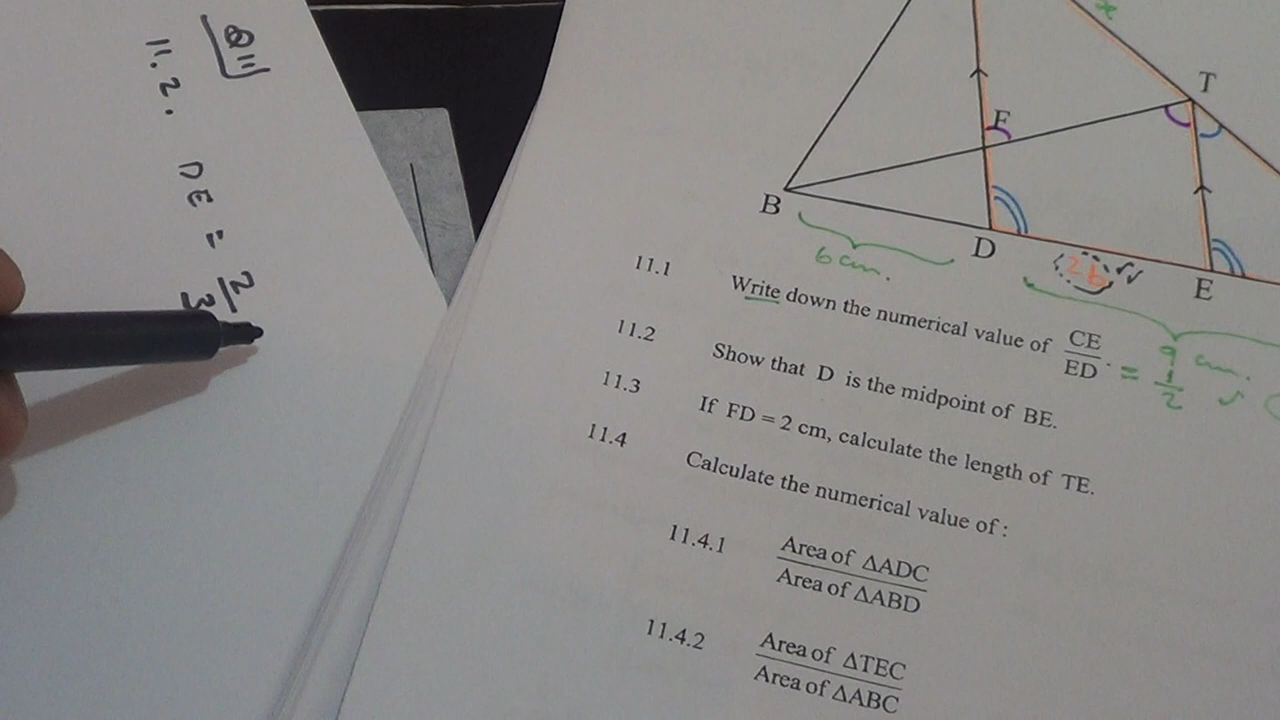 Q11
11.2. DE = 2/3
x
T
F
B
D
E
6 cm.
2b ✓✓
9 cm.
11.1 Write down the numerical value of CE/ED. = 1/2 ✓
11.2 Show that D is the midpoint of BE.
11.3 If FD = 2 cm, calculate the length of TE.
11.4 Calculate the numerical value of :
11.4.1 Area of ΔADC / Area of ΔABD
11.4.2 Area of ΔTEC / Area of ΔABC